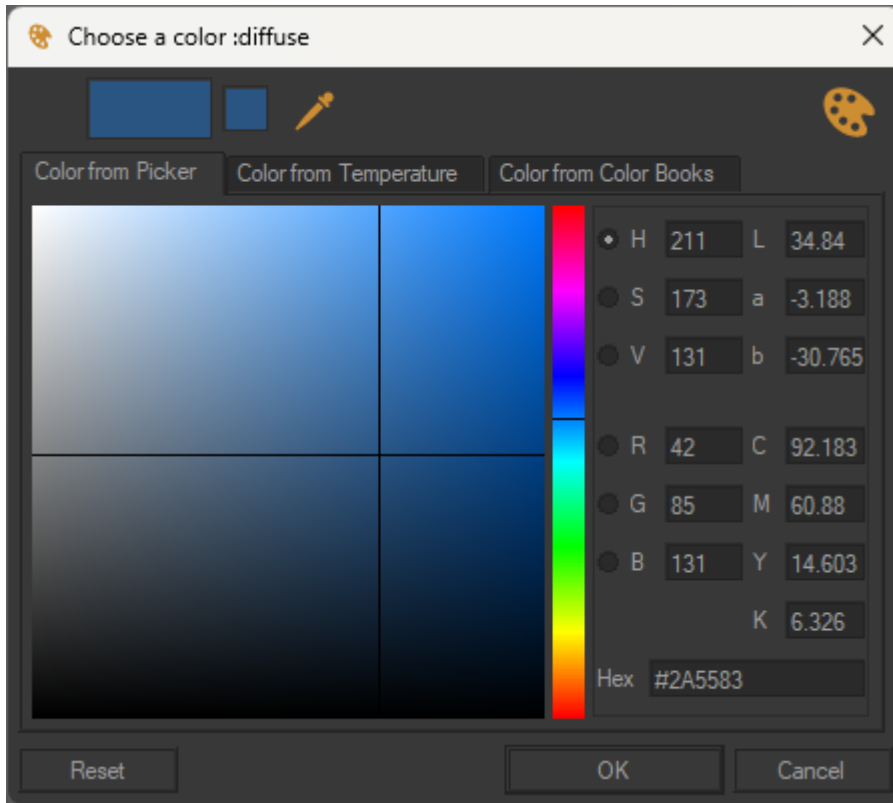 Choose a color :diffuse
Color from Picker
Color from Temperature
Color from Color Books
H 211 L 34.84
S 173 a -3.188
V 131 b -30.765
R 42 C 92.183
G 85 M 60.88
B 131 Y 14.603
K 6.326
Hex #2A5583
Reset
OK
Cancel